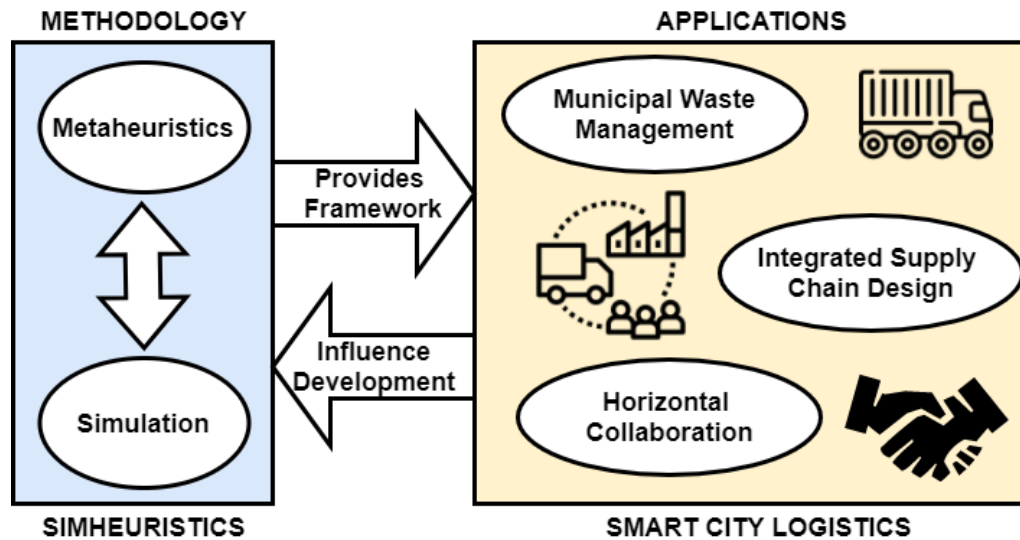 METHODOLOGY
Metaheuristics
Simulation
SIMHEURISTICS
Provides
Framework
Influence
Development
APPLICATIONS
Municipal Waste
Management
Integrated Supply
Chain Design
Horizontal
Collaboration
SMART CITY LOGISTICS